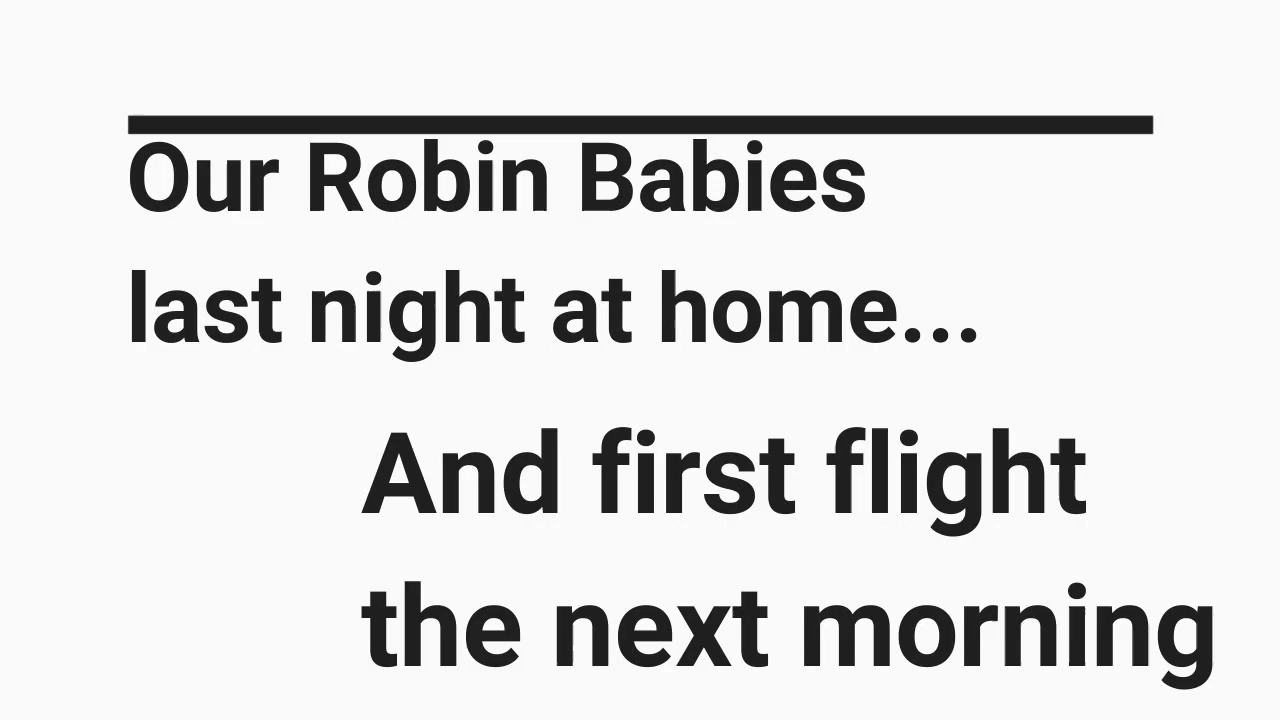 Our Robin Babies
last night at home...
And first flight
the next morning